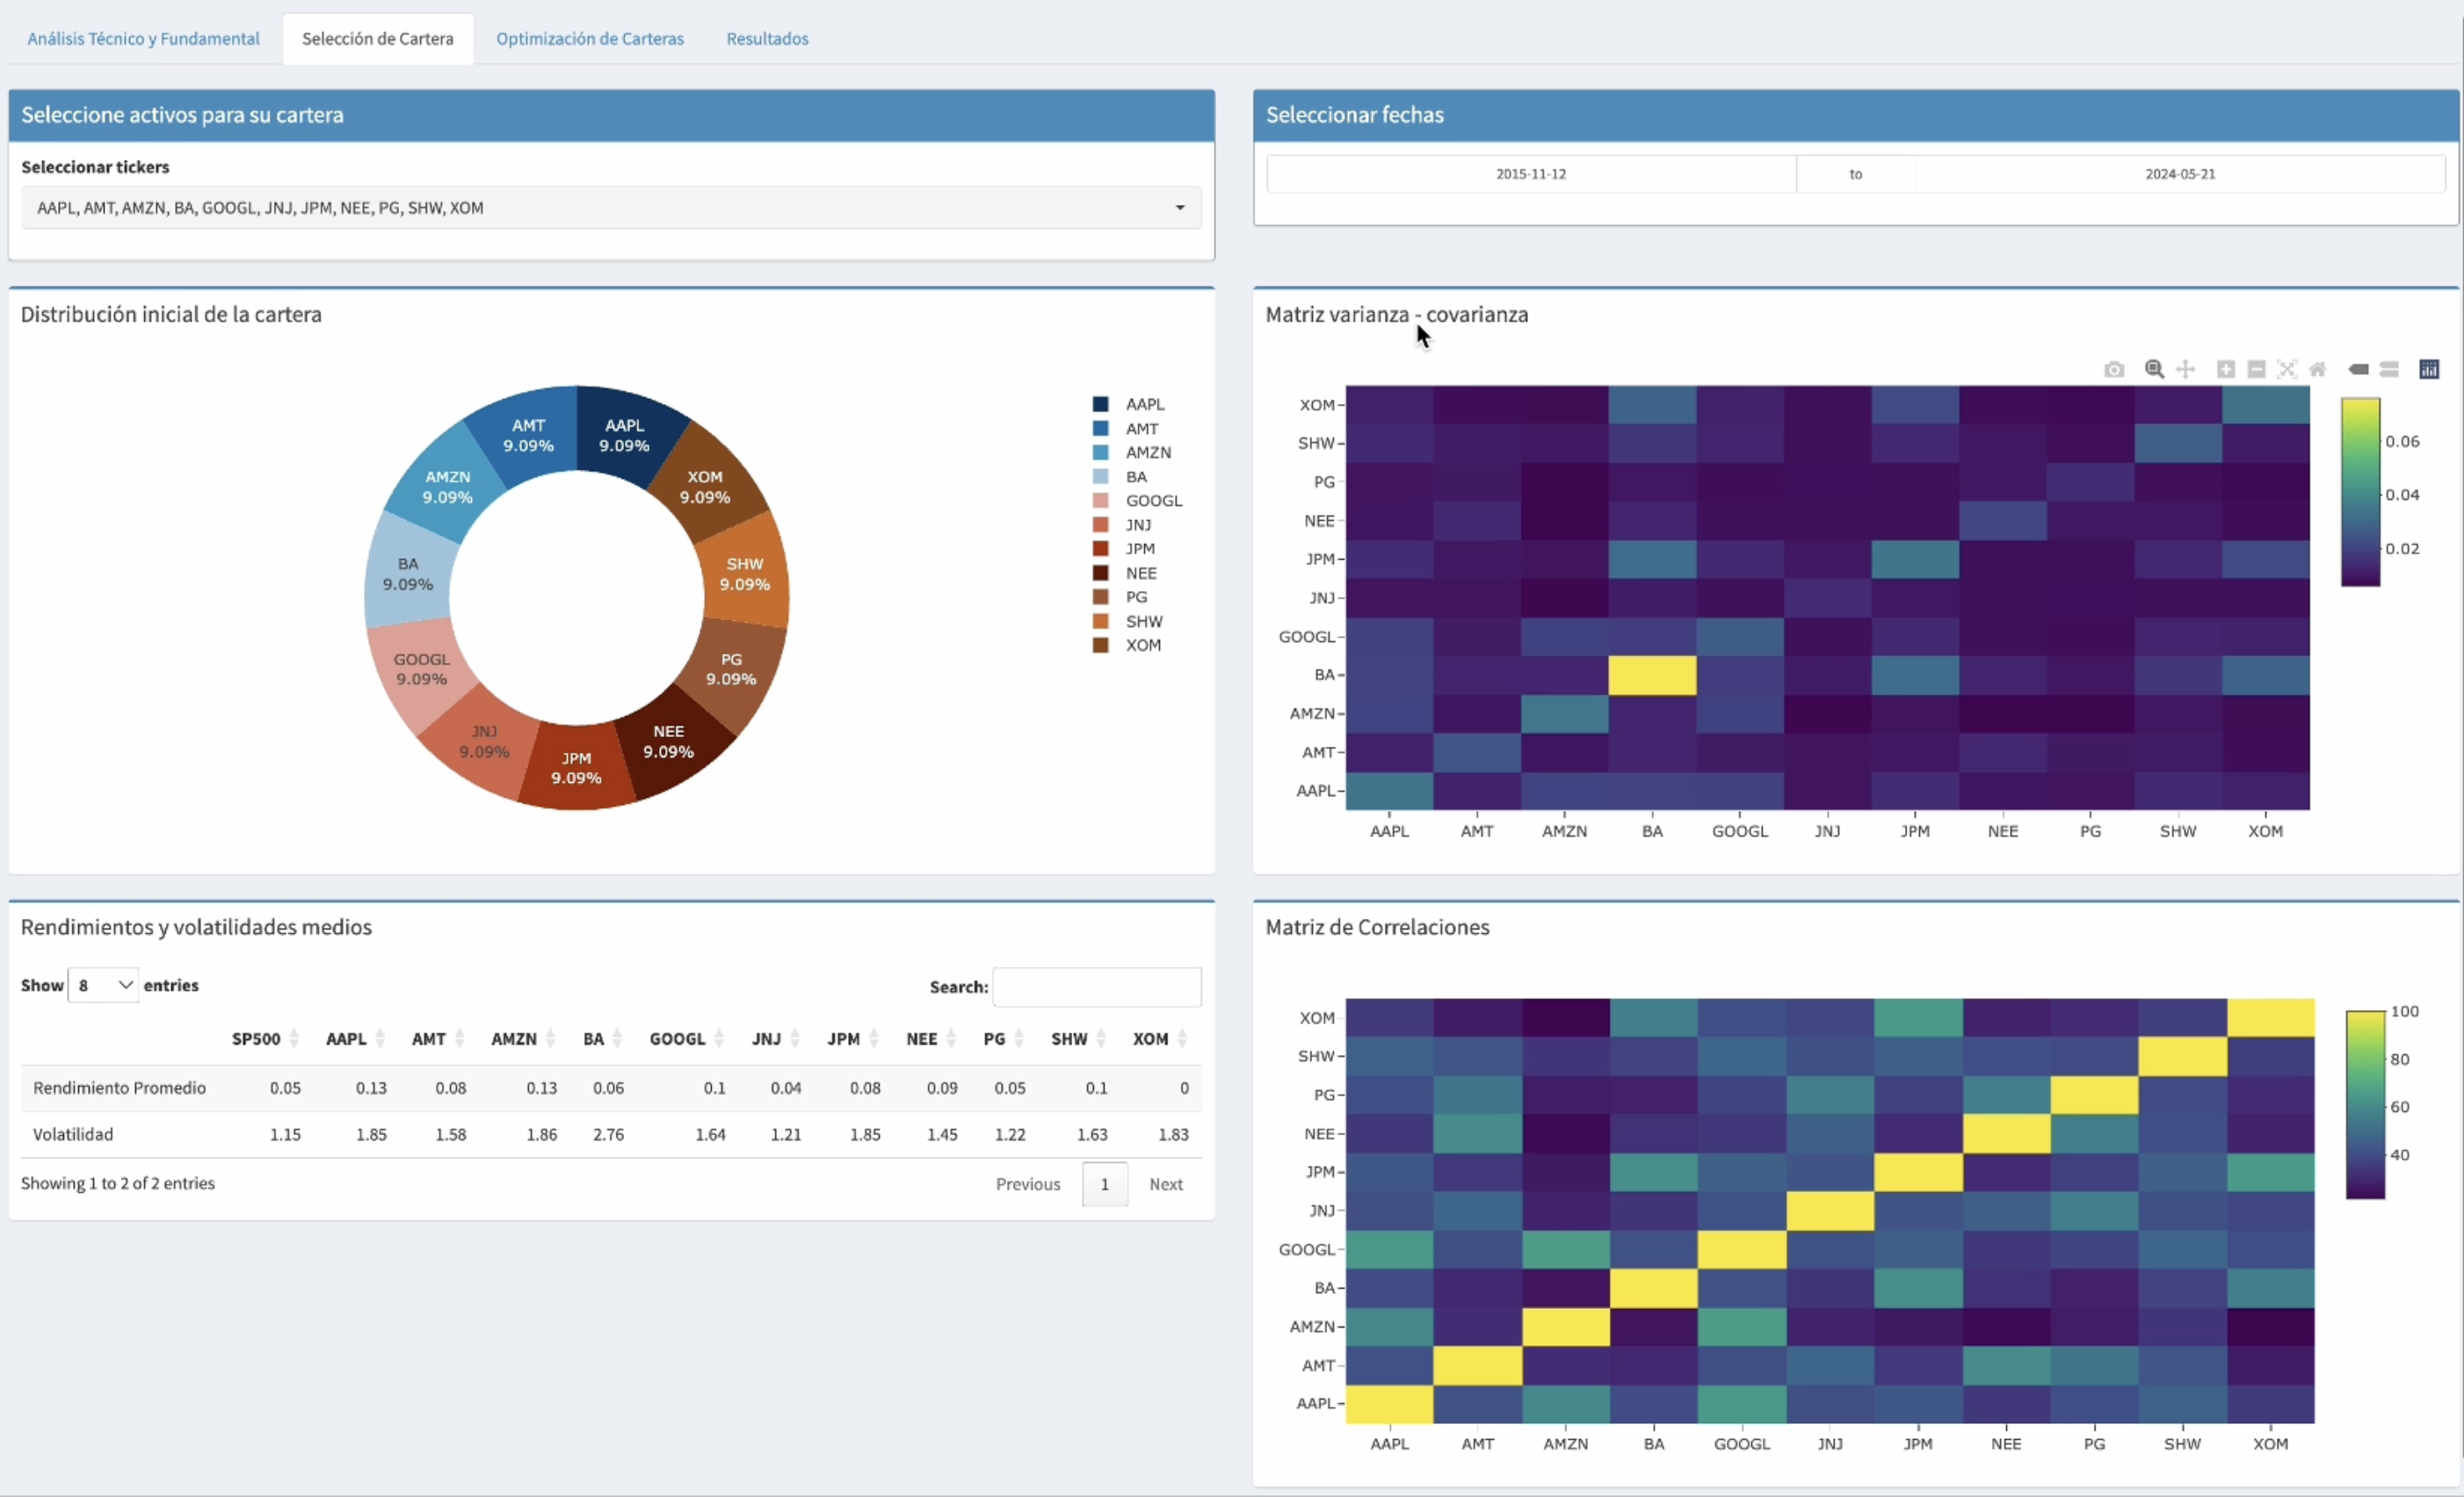 Análisis Técnico y Fundamental Selección de Cartera Optimización de Carteras Resultados
Seleccione activos para su cartera
Seleccionar tickers
AAPL, AMT, AMZN, BA, GOOGL, JNJ, JPM, NEE, PG, SHW, XOM
Seleccionar fechas
2015-11-12 to 2024-05-21
Distribución inicial de la cartera
AAPL
9.09%
XOM
9.09%
SHW
9.09%
PG
9.09%
NEE
9.09%
JPM
9.09%
JNJ
9.09%
GOOGL
9.09%
BA
9.09%
AMZN
9.09%
AMT
9.09%
AAPL
AMT
AMZN
BA
GOOGL
JNJ
JPM
NEE
PG
SHW
XOM
Matriz varianza - covarianza
XOM
SHW
PG
NEE
JPM
JNJ
GOOGL
BA
AMZN
AMT
AAPL
AAPL AMT AMZN BA GOOGL JNJ JPM NEE PG SHW XOM
0.06
0.04
0.02
Rendimientos y volatilidades medios
Show 8 entries Search:
SP500 AAPL AMT AMZN BA GOOGL JNJ JPM NEE PG SHW XOM
Rendimiento Promedio 0.05 0.13 0.08 0.13 0.06 0.1 0.04 0.08 0.09 0.05 0.1 0
Volatilidad 1.15 1.85 1.58 1.86 2.76 1.64 1.21 1.85 1.45 1.22 1.63 1.83
Showing 1 to 2 of 2 entries Previous 1 Next
Matriz de Correlaciones
XOM
SHW
PG
NEE
JPM
JNJ
GOOGL
BA
AMZN
AMT
AAPL
AAPL AMT AMZN BA GOOGL JNJ JPM NEE PG SHW XOM
100
80
60
40